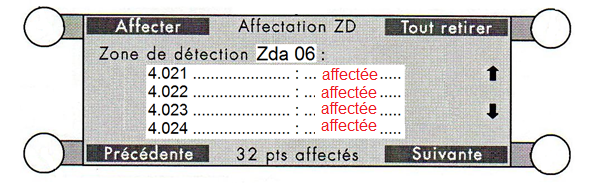 Affecter Affectation ZD Tout retirer
Zone de détection Zda 06 :
4.021 ...................... : ... affectée .....
4.022 ...................... : ... affectée .....
4.023 ...................... : ... affectée .....
4.024 ...................... : ... affectée .....
Précédente 32 pts affectés Suivante